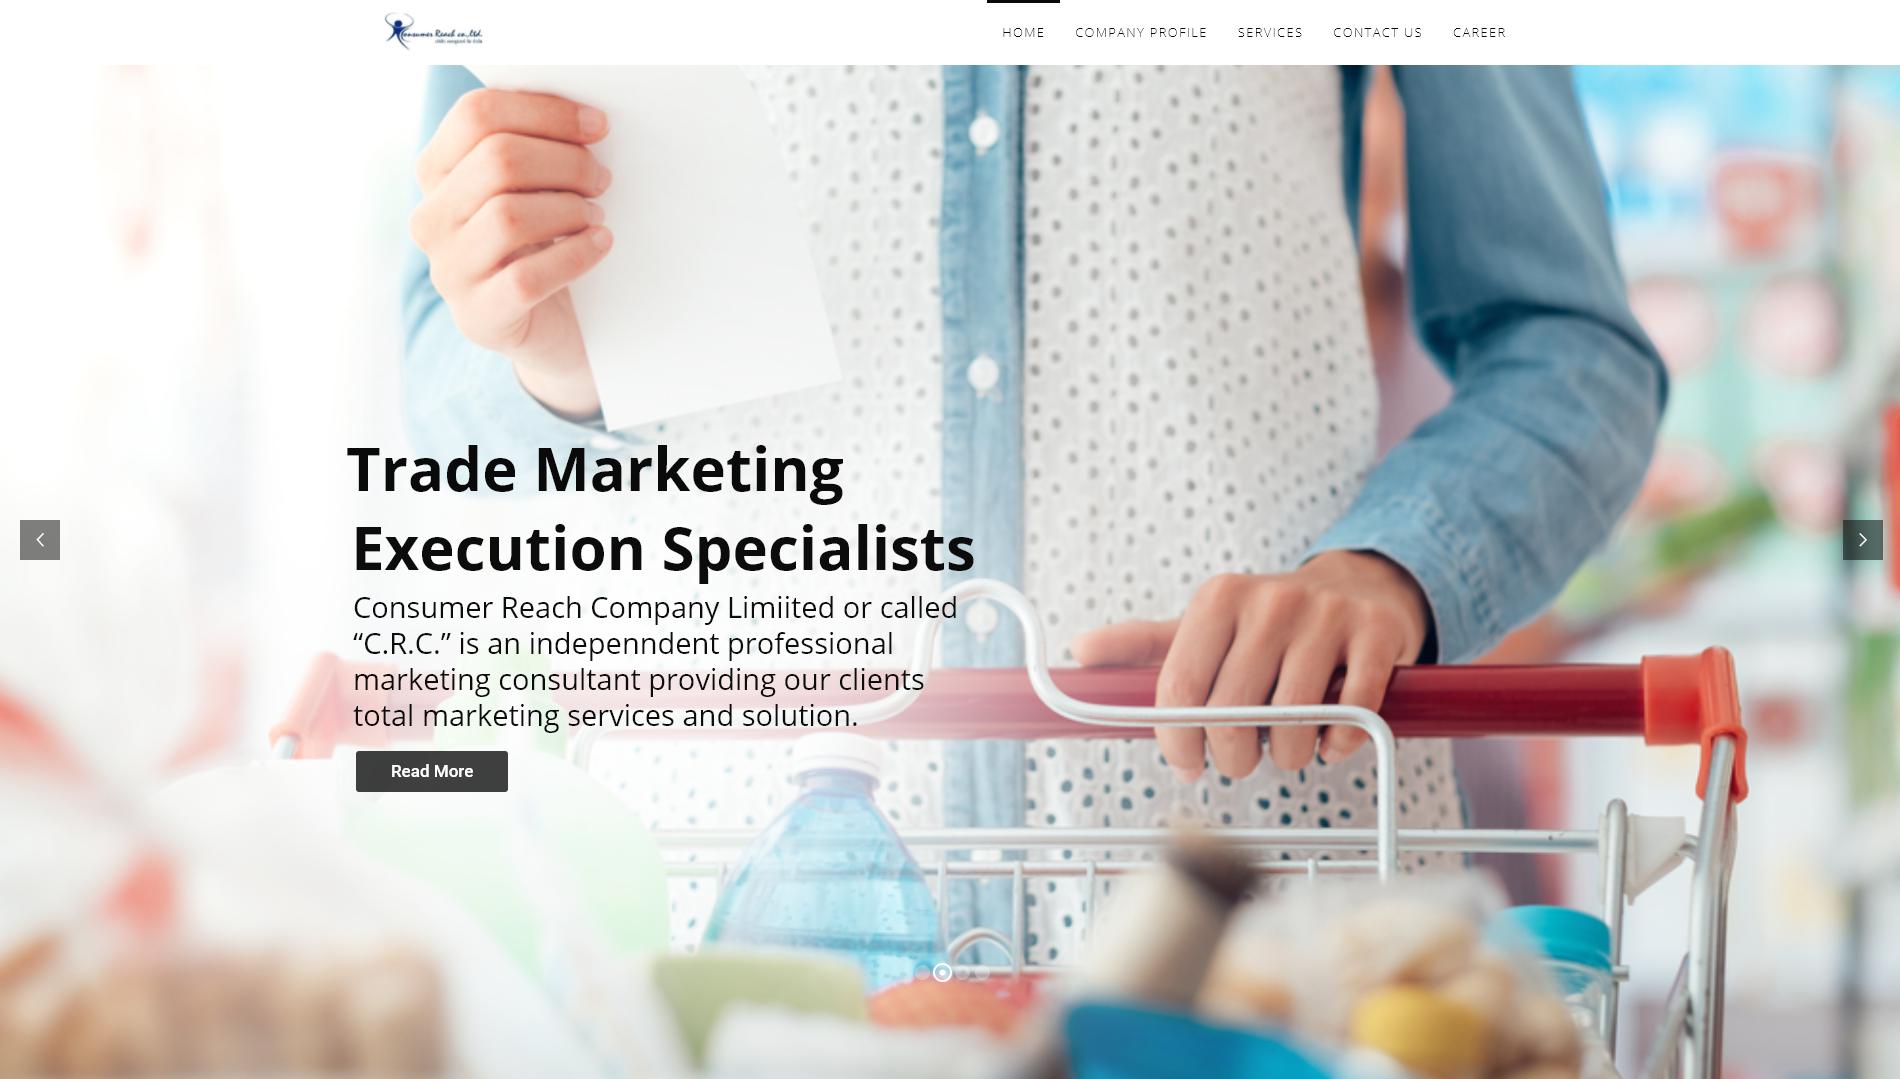 Consumer Reach co.,ltd.
HOME COMPANY PROFILE SERVICES CONTACT US CAREER
Trade Marketing
Execution Specialists
Consumer Reach Company Limiited or called
“C.R.C.” is an indepenndent professional
marketing consultant providing our clients
total marketing services and solution.
Read More